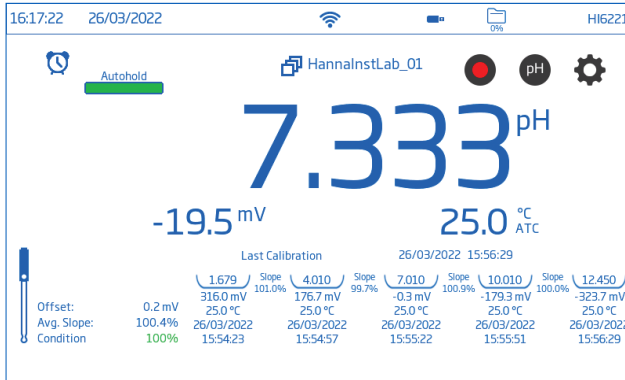 16:17:22 26/03/2022 0% HI6221
Autohold HannaInstLab_01 pH
7.333 pH
-19.5 mV 25.0 °C ATC
Last Calibration 26/03/2022 15:56:29
1.679 Slope 101.0% 4.010 Slope 99.7% 7.010 Slope 100.9% 10.010 Slope 100.0% 12.450
316.0 mV 176.7 mV -0.3 mV -179.3 mV -323.7 mV
Offset: 0.2 mV 25.0 °C 25.0 °C 25.0 °C 25.0 °C 25.0 °C
Avg. Slope: 100.4% 26/03/2022 26/03/2022 26/03/2022 26/03/2022 26/03/2022
Condition 100% 15:54:23 15:54:57 15:55:22 15:55:51 15:56:29